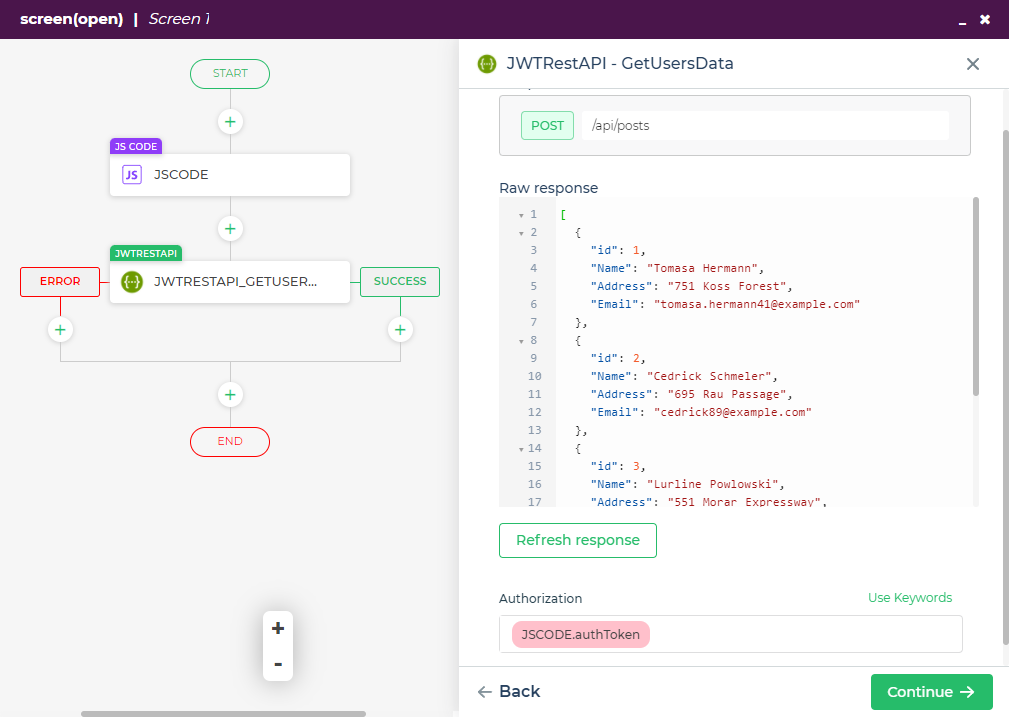 screen(open) | Screen 1
START
+
JS CODE
JS JSCODE
+
JWTRESTAPI
ERROR
JWTRESTAPI_GETUSER...
SUCCESS
+ +
+
END
+
-
JWTRestAPI - GetUsersData
POST /api/posts
Raw response
1 [
2 {
3 "id": 1,
4 "Name": "Tomasa Hermann",
5 "Address": "751 Koss Forest",
6 "Email": "tomasa.hermann41@example.com"
7 },
8 {
9 "id": 2,
10 "Name": "Cedrick Schmeler",
11 "Address": "695 Rau Passage",
12 "Email": "cedrick89@example.com"
13 },
14 {
15 "id": 3,
16 "Name": "Lurline Powlowski",
17 "Address": "551 Morar Expressway",
Refresh response
Authorization Use Keywords
JSCODE.authToken
← Back
Continue →